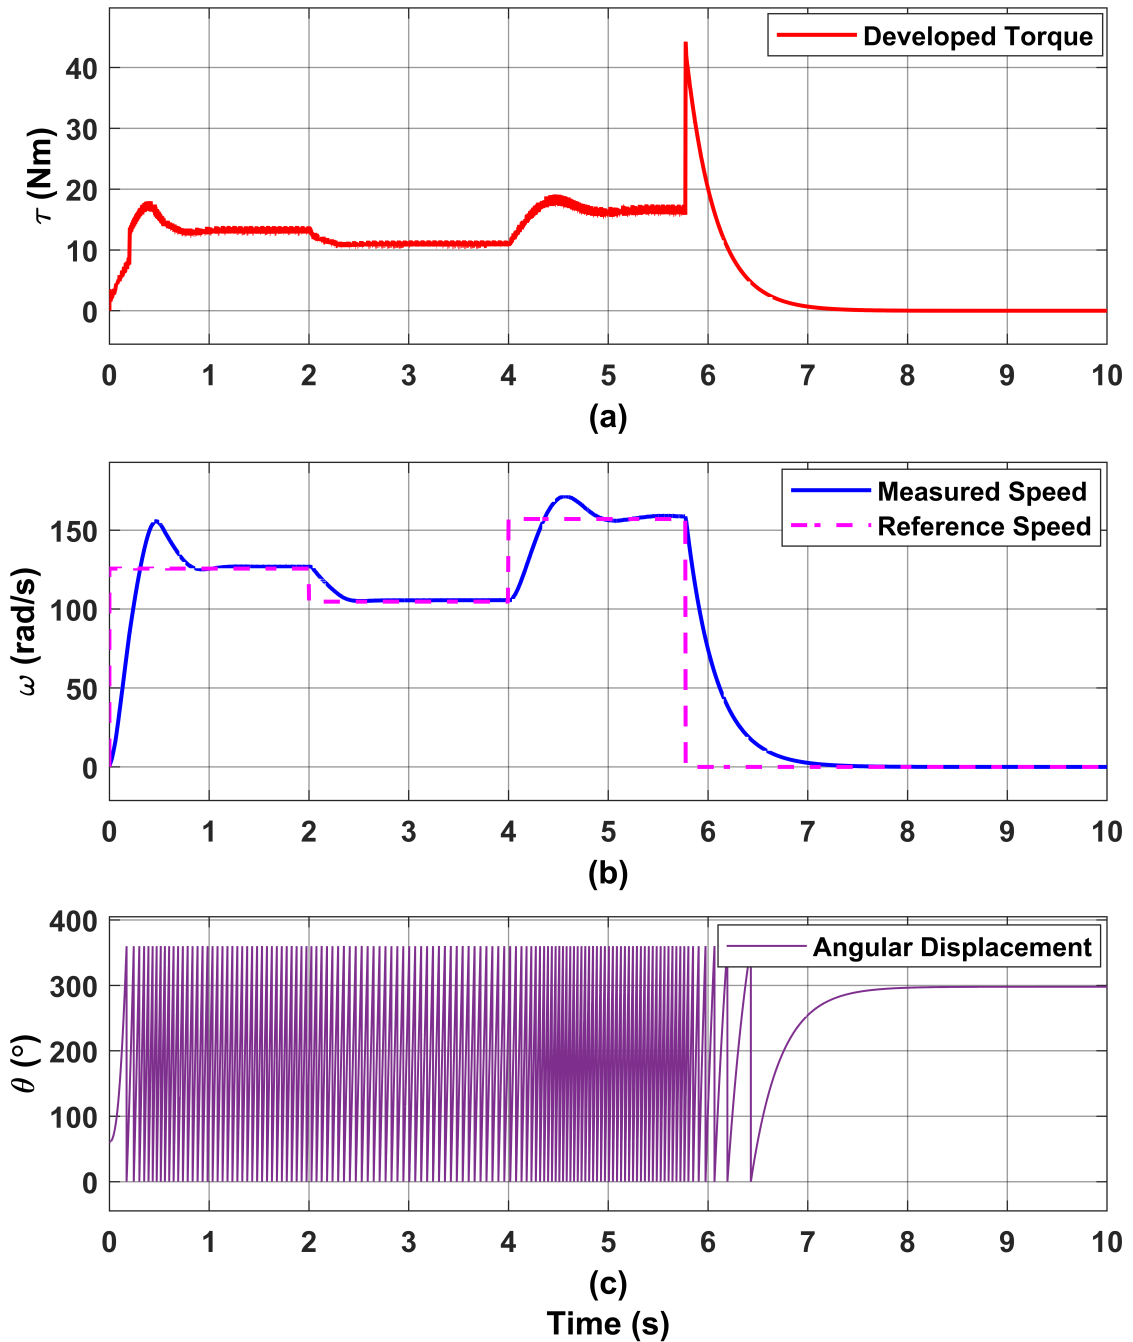 Developed Torque
40
30
20
10
0
τ (Nm)
0 1 2 3 4 5 6 7 8 9 10
(a)
Measured Speed
Reference Speed
150
100
50
0
ω (rad/s)
0 1 2 3 4 5 6 7 8 9 10
(b)
Angular Displacement
400
300
200
100
0
θ (°)
0 1 2 3 4 5 6 7 8 9 10
(c)
Time (s)